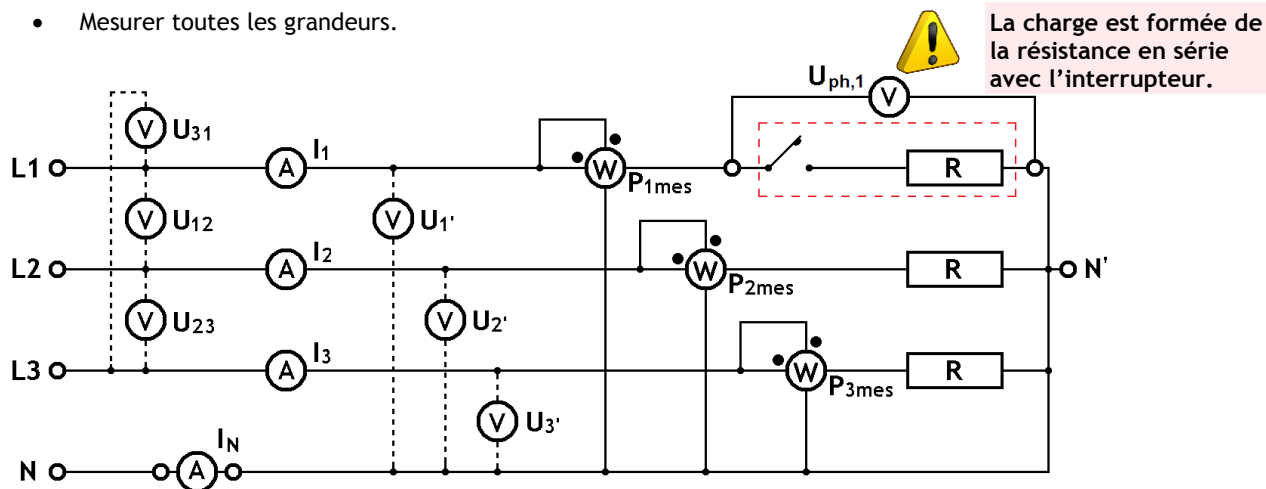 • Mesurer toutes les grandeurs.
La charge est formée de
la résistance en série
avec l'interrupteur.
Uph,1
V
V U31
L1 A I1 W P1mes R
V U12 V U1'
L2 A I2 W P2mes R N'
V U23 V U2'
L3 A I3 W P3mes R
V U3'
N A IN